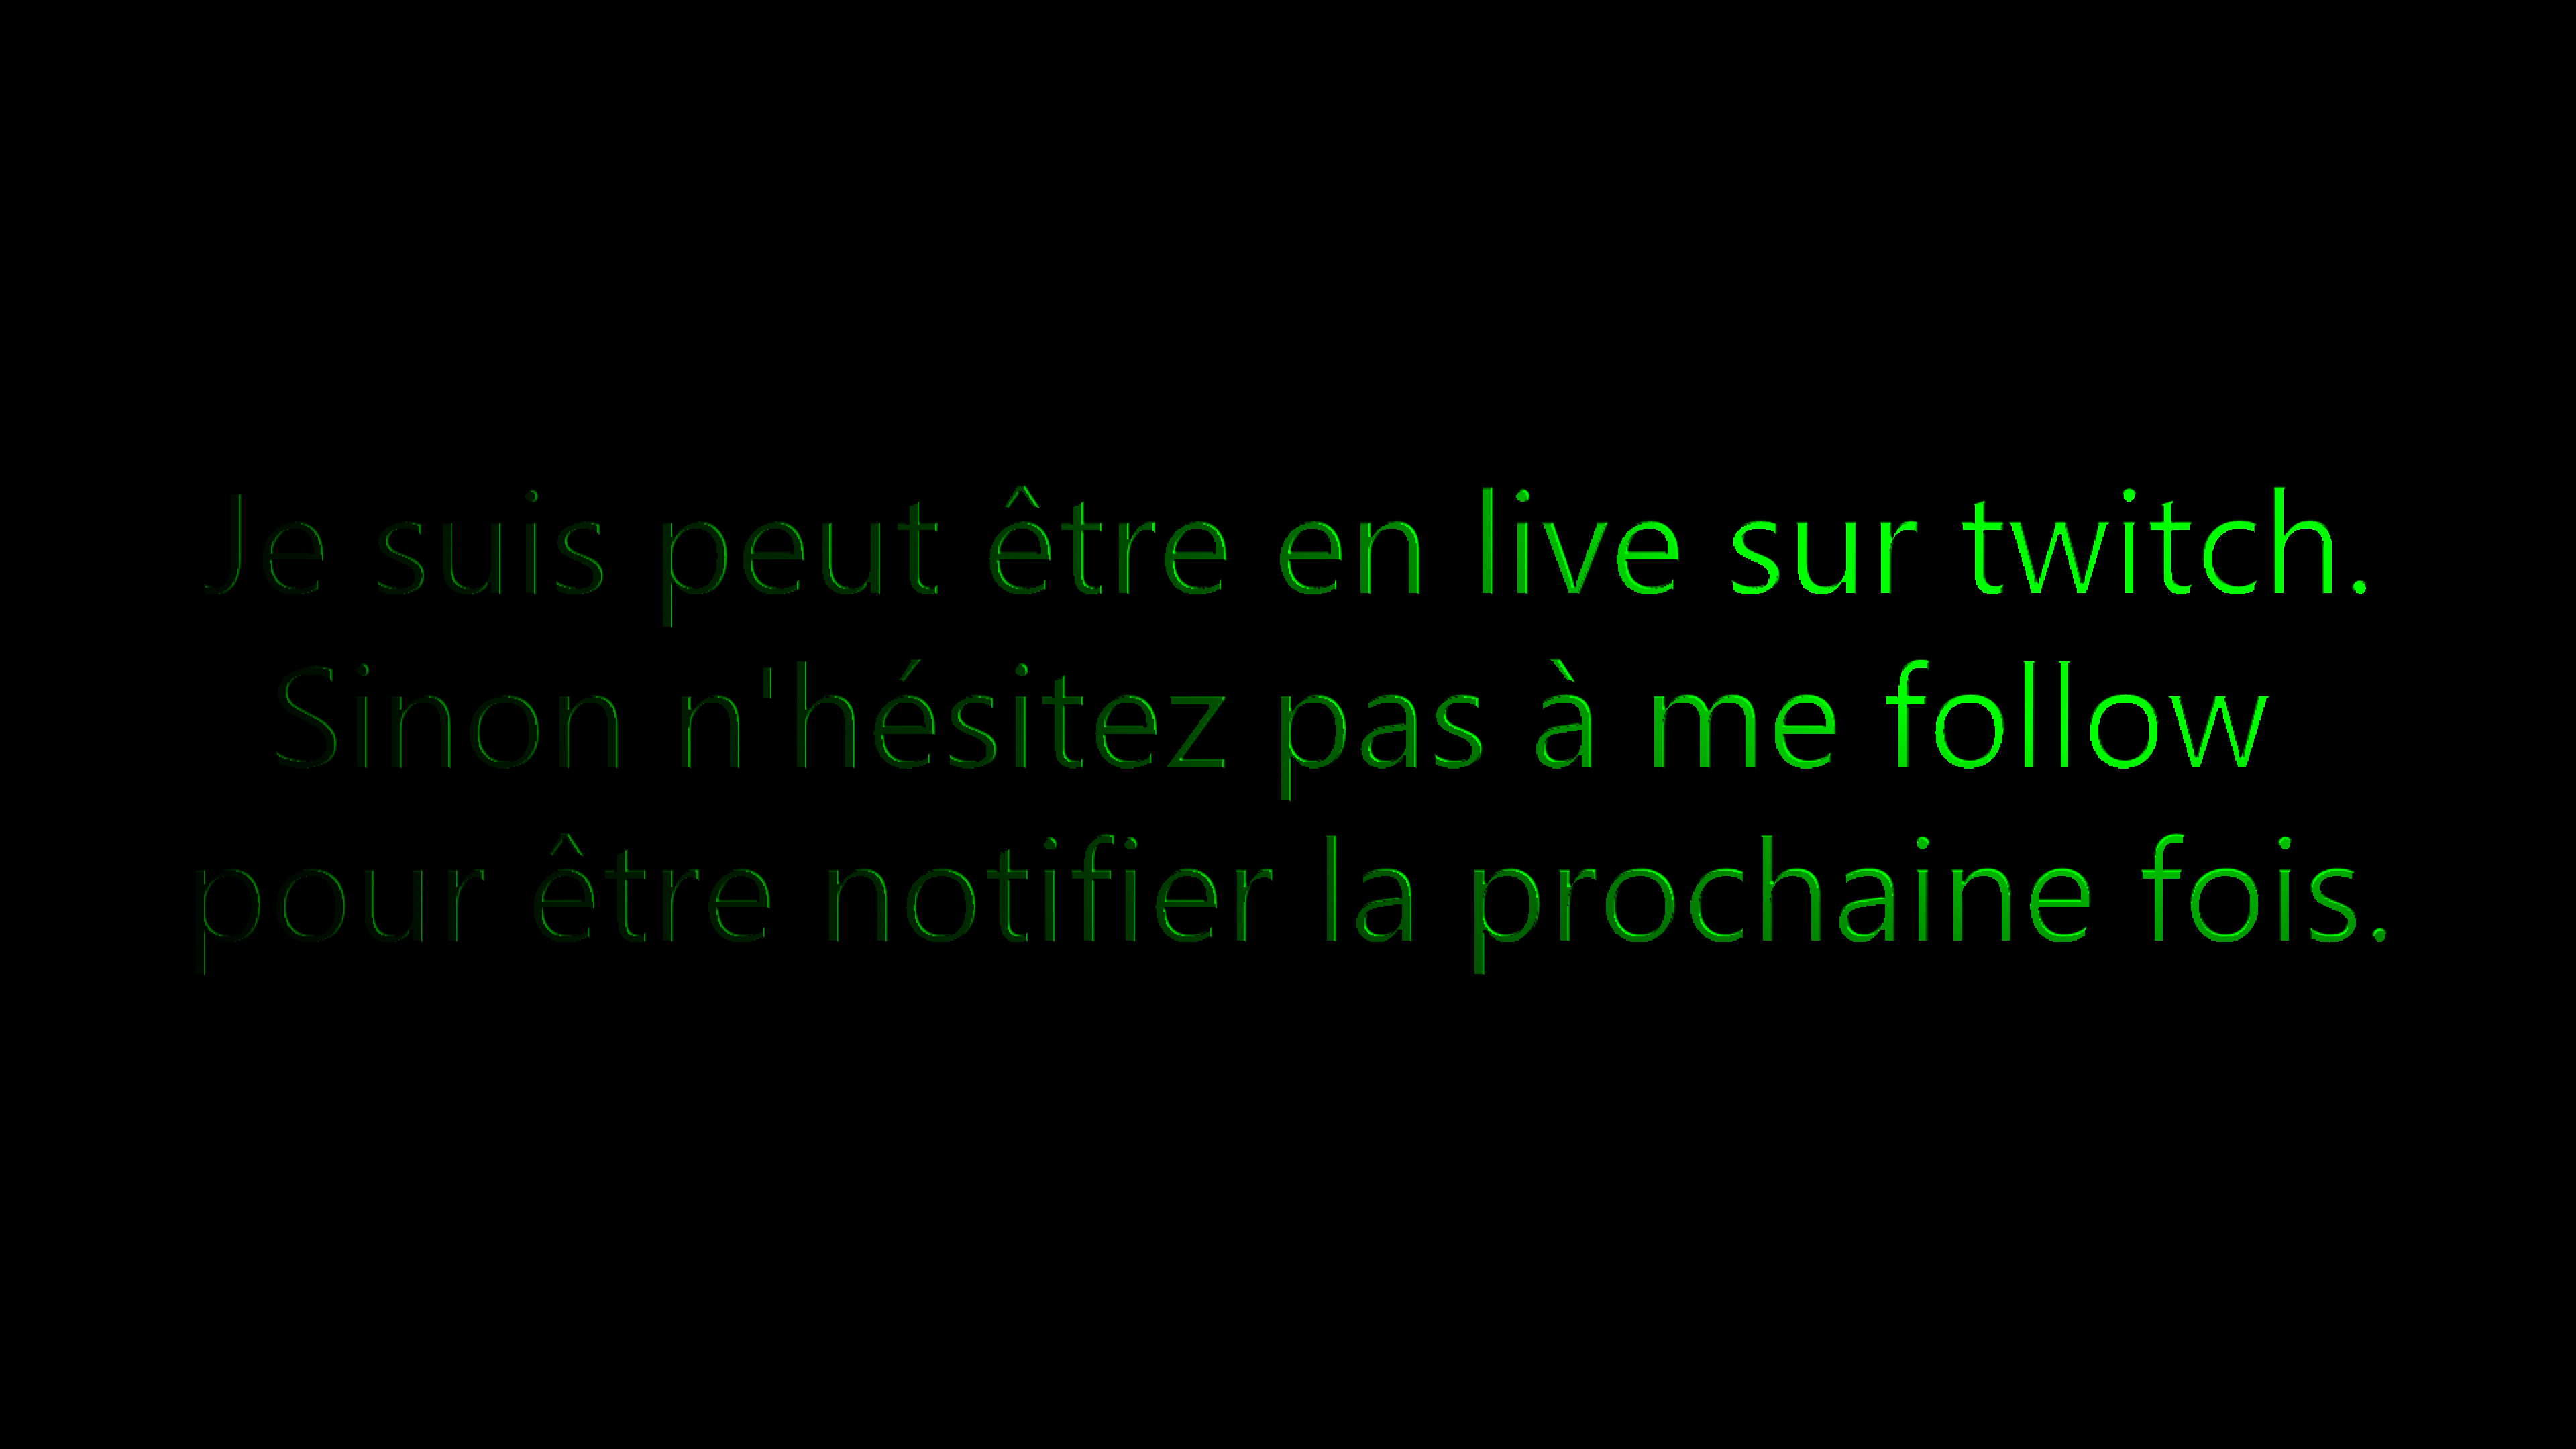 Je suis peut être en live sur twitch.
Sinon n'hésitez pas à me follow
pour être notifier la prochaine fois.